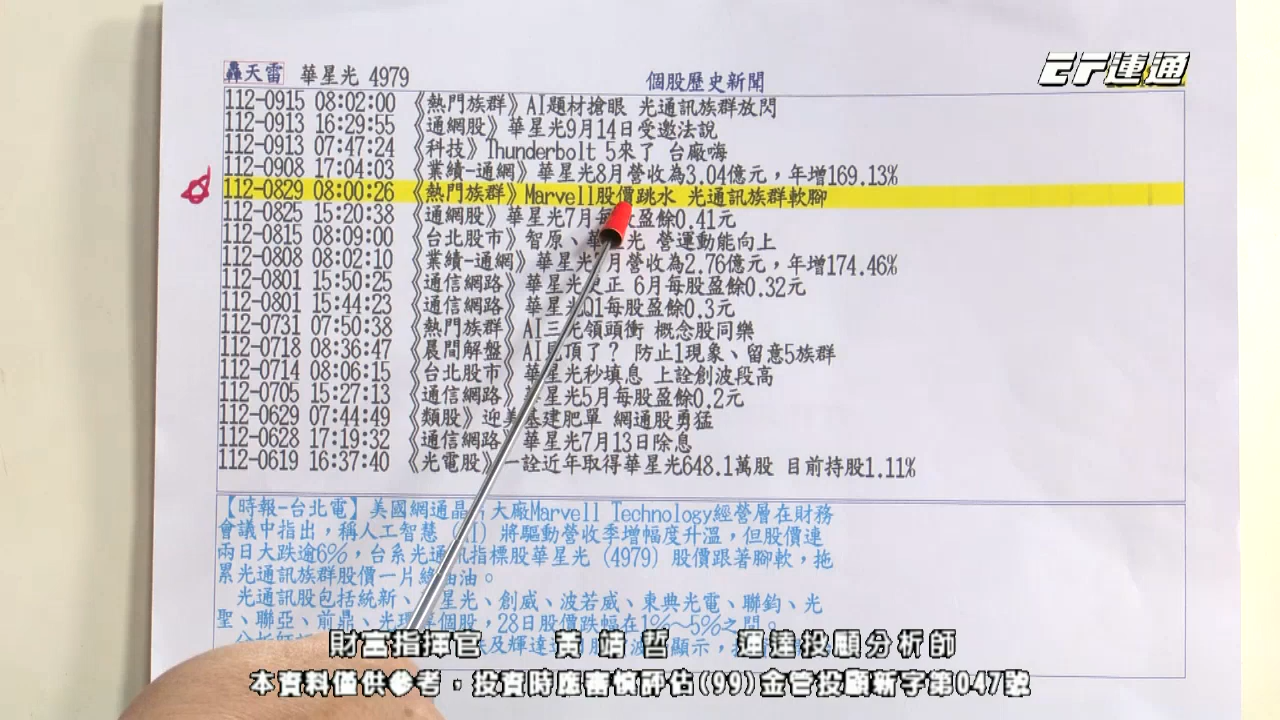 轟天雷 華星光 4979 個股歷史新聞
EF運通
112-0915 08:02:00 《熱門族群》AI題材搶眼 光通訊族群放閃
112-0913 16:29:55 《通網股》華星光9月14日受邀法說
112-0913 07:47:24 《科技》Thunderbolt 5來了 台廠嗨
112-0908 17:04:03 《業績-通網》華星光8月營收為3.04億元，年增169.13%
112-0829 08:00:26 《熱門族群》Marvell股價跳水 光通訊族群軟腳
112-0825 15:20:38 《通網股》華星光7月每股盈餘0.41元
112-0815 08:09:00 《台北股市》智原、華星光 營運動能向上
112-0808 08:02:10 《業績-通網》華星光 月營收為2.76億元，年增174.46%
112-0801 15:50:25 《通信網路》華星光更正 6月每股盈餘0.32元
112-0801 15:44:23 《通信網路》華星光Q1每股盈餘0.3元
112-0731 07:50:38 《熱門族群》AI三光領頭衝 概念股同樂
112-0718 08:36:47 《晨間解盤》AI見頂了？ 防止1現象、留意5族群
112-0714 08:06:15 《台北股市》華星光秒填息 上詮創波段高
112-0705 15:27:13 《通信網路》華星光5月每股盈餘0.2元
112-0629 07:44:49 《類股》迎美基建肥單 網通股勇猛
112-0628 17:19:32 《通信網路》華星光7月13日除息
112-0619 16:37:40 《光電股》一詮近年取得華星光648.1萬股 目前持股1.11%
【時報-台北電】美國網通晶片大廠Marvell Technology經營層在財務
會議中指出，稱人工智慧（AI）將驅動營收季增幅度升溫，但股價連
兩日大跌逾6%，台系光通訊指標股華星光（4979）股價跟著腳軟，拖
累光通訊族群股價一片綠油油。
光通訊股包括統新、華星光、創威、波若威、東典光電、聯鈞、光
聖、聯亞、前鼎、光環等個股，28日股價跌幅在1%～5%之間。
財富指揮官 黃靖哲 運達投顧分析師
本資料僅供參考，投資時應審慎評估(99)金管投顧新字第047號